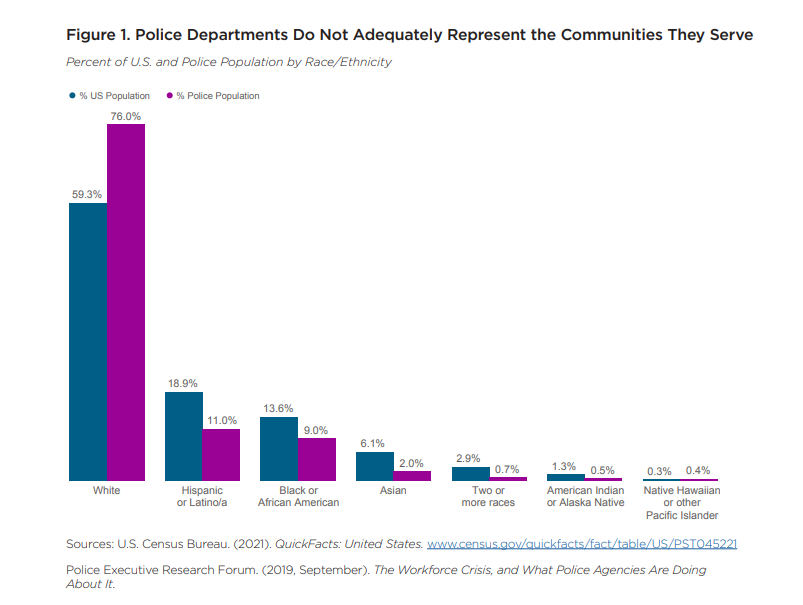 Figure 1. Police Departments Do Not Adequately Represent the Communities They Serve
Percent of U.S. and Police Population by Race/Ethnicity
% US Population % Police Population
76.0%
59.3%
18.9%
11.0%
13.6%
9.0%
6.1%
2.0%
2.9%
0.7%
1.3%
0.5%
0.3%
0.4%
White
Hispanic
or Latino/a
Black or
African American
Asian
Two or
more races
American Indian
or Alaska Native
Native Hawaiian
or other
Pacific Islander
Sources: U.S. Census Bureau. (2021). QuickFacts: United States. www.census.gov/quickfacts/fact/table/US/PST045221
Police Executive Research Forum. (2019, September). The Workforce Crisis, and What Police Agencies Are Doing
About It.